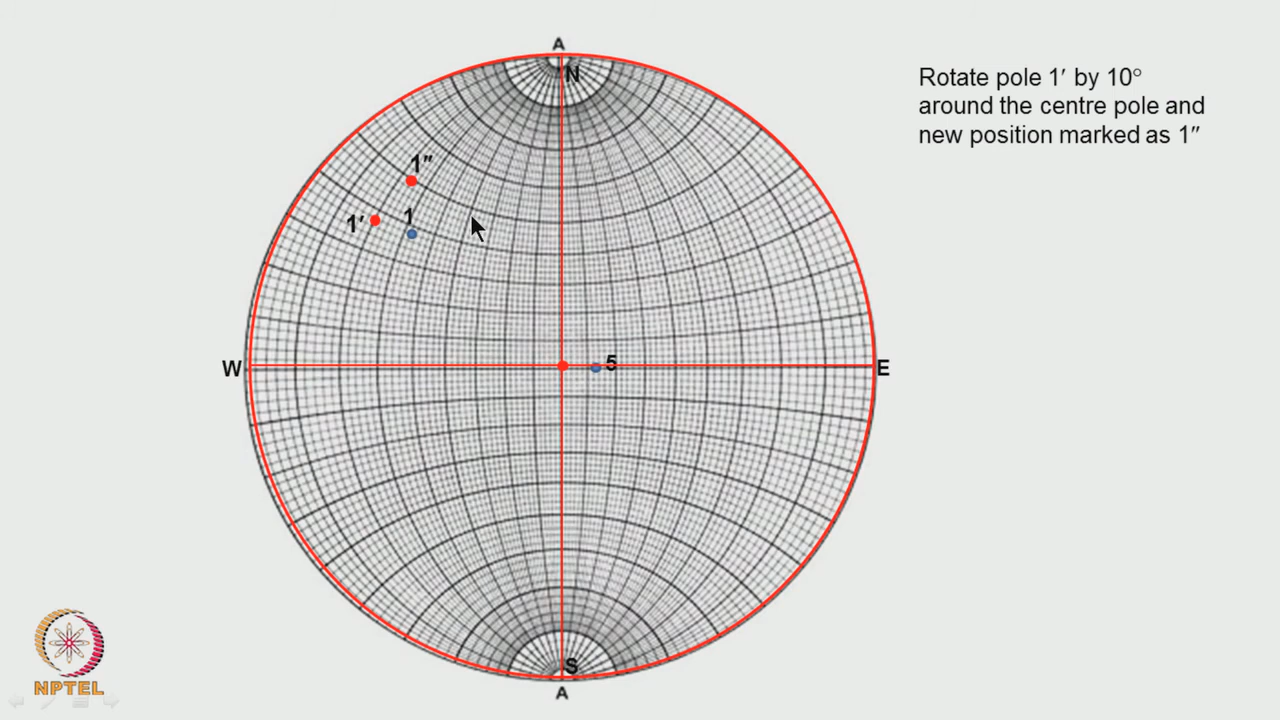 A
N
Rotate pole 1′ by 10°
around the centre pole and
new position marked as 1″
1″
1′
1
5
W
E
S
A
NPTEL